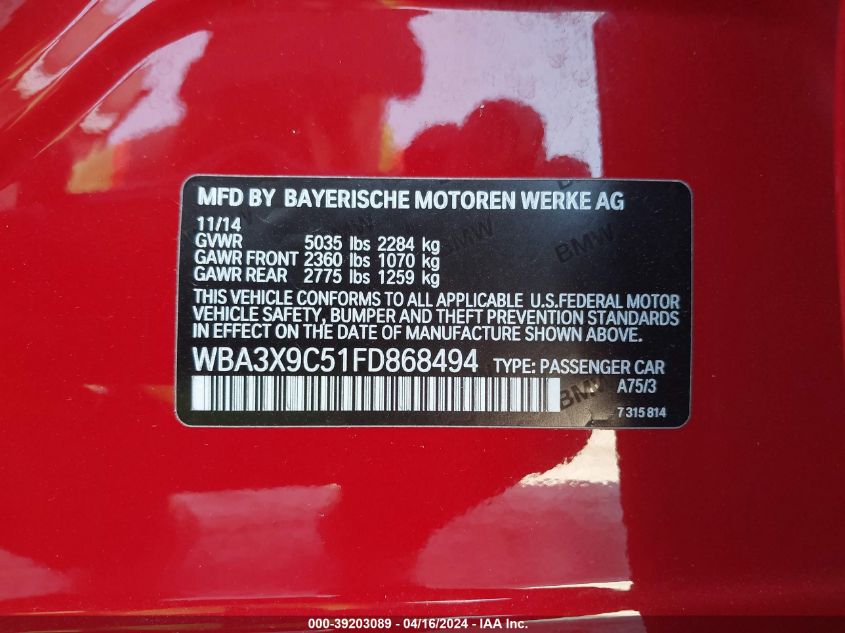 MFD BY BAYERISCHE MOTOREN WERKE AG
11/14
GVWR 5035 lbs 2284 kg
GAWR FRONT 2360 lbs 1070 kg
GAWR REAR 2775 lbs 1259 kg
THIS VEHICLE CONFORMS TO ALL APPLICABLE U.S.FEDERAL MOTOR
VEHICLE SAFETY, BUMPER AND THEFT PREVENTION STANDARDS
IN EFFECT ON THE DATE OF MANUFACTURE SHOWN ABOVE.
WBA3X9C51FD868494 TYPE: PASSENGER CAR
A75/3
7 315 814
BMW
BMW
BMW
000-39203089 - 04/16/2024 - IAA Inc.